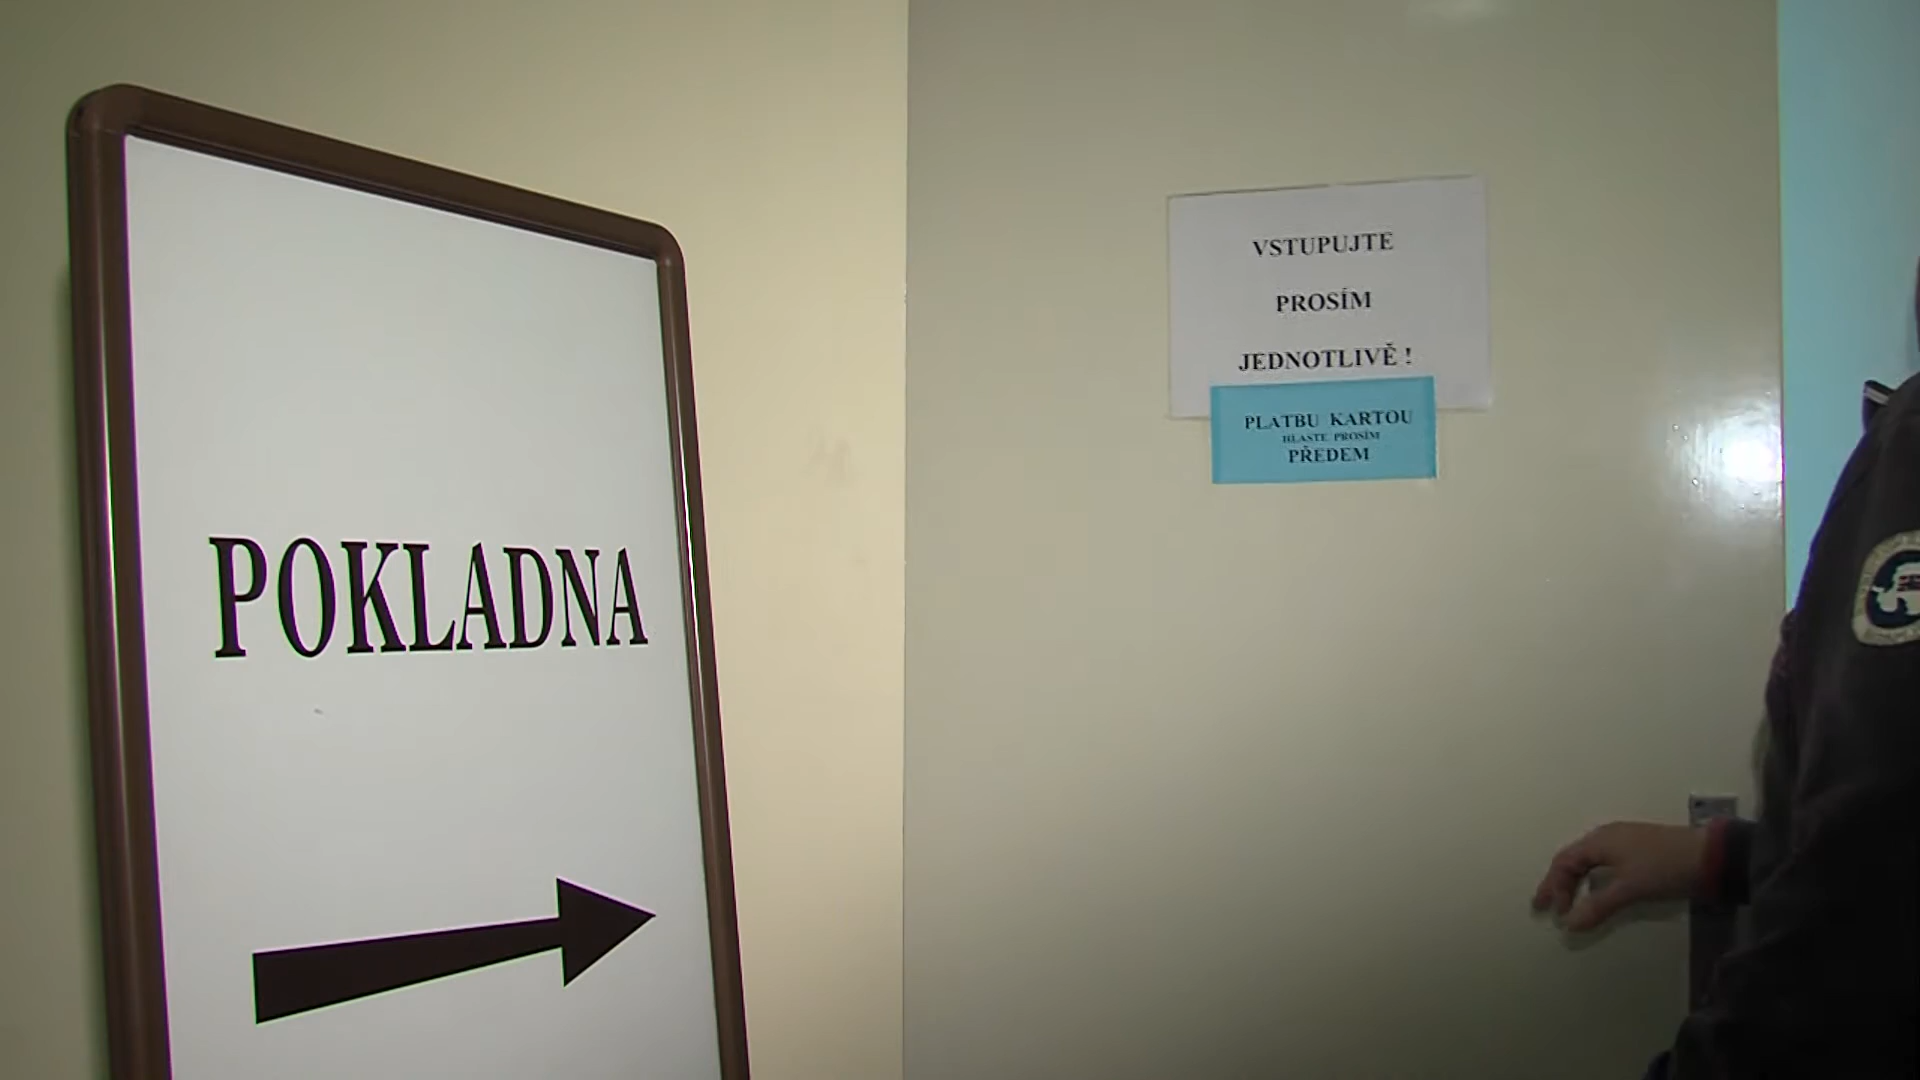 POKLADNA
VSTUPUJTE
PROSÍM
JEDNOTLIVĚ !
PLATBU KARTOU
HLASTE PROSÍM
PŘEDEM